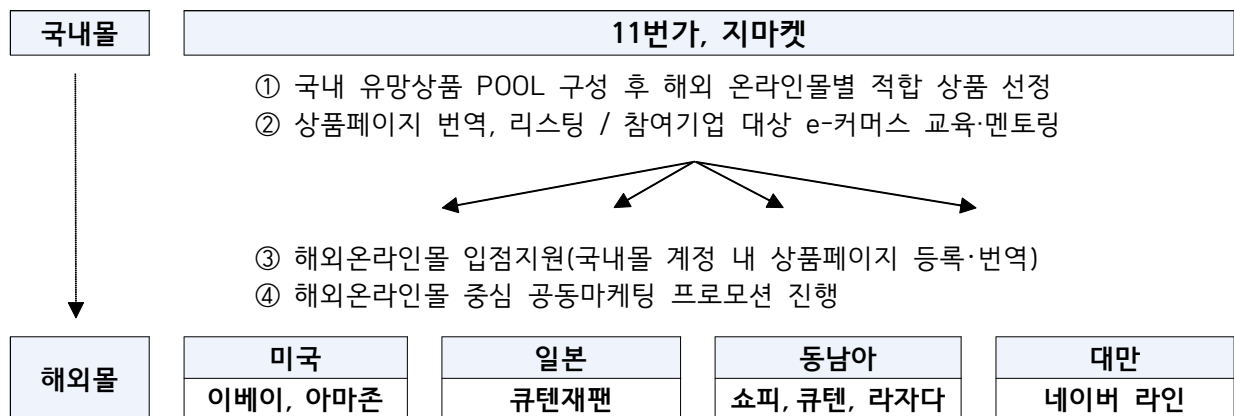 국내몰 11번가, 지마켓
① 국내 유망상품 POOL 구성 후 해외 온라인몰별 적합 상품 선정
② 상품페이지 번역, 리스팅 / 참여기업 대상 e-커머스 교육·멘토링
③ 해외온라인몰 입점지원(국내몰 계정 내 상품페이지 등록·번역)
④ 해외온라인몰 중심 공동마케팅 프로모션 진행
해외몰
미국 일본 동남아 대만
이베이, 아마존 큐텐재팬 쇼피, 큐텐, 라자다 네이버 라인